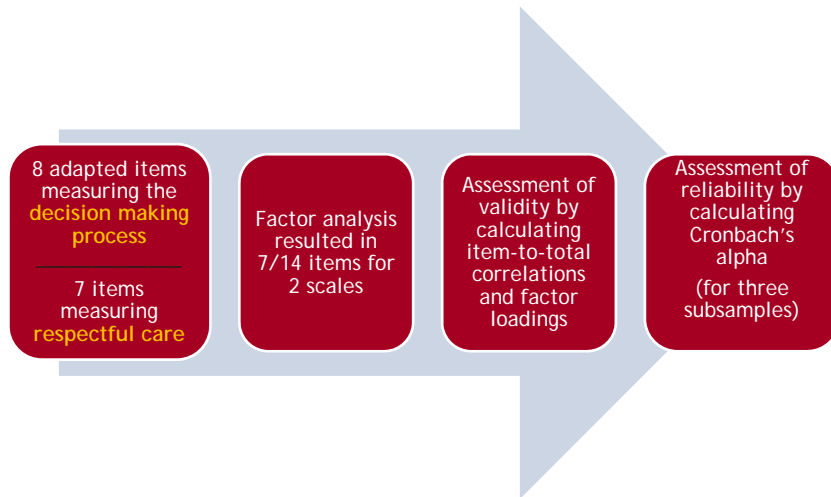 8 adapted items
measuring the
decision making
process
7 items
measuring
respectful care
Factor analysis
resulted in
7/14 items for
2 scales
Assessment of
validity by
calculating
item-to-total
correlations
and factor
loadings
Assessment of
reliability by
calculating
Cronbach's
alpha
(for three
subsamples)